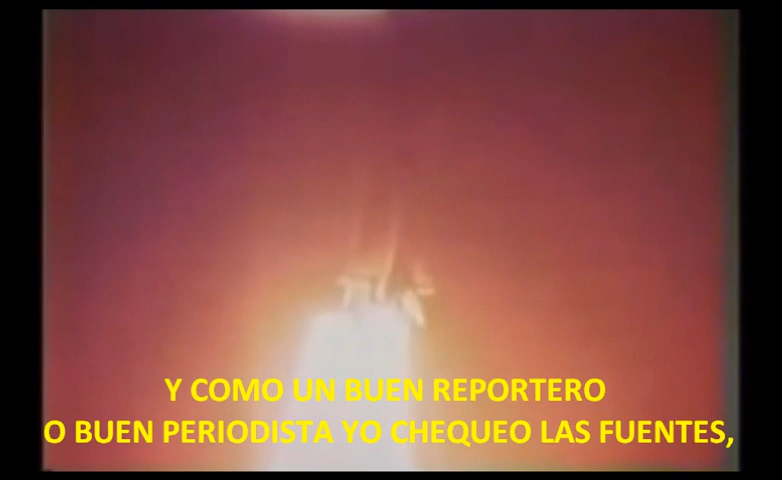 Y COMO UN BUEN REPORTERO
O BUEN PERIODISTA YO CHEQUEO LAS FUENTES,